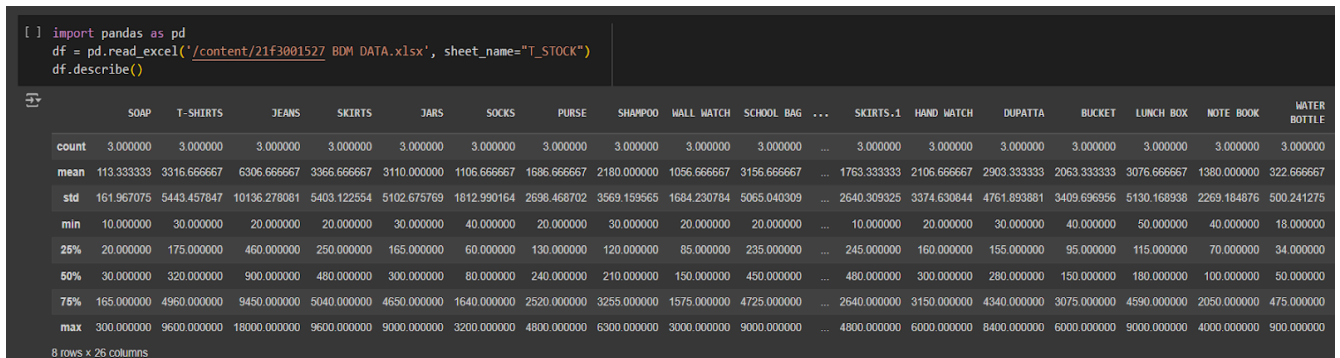 [ ] import pandas as pd
df = pd.read_excel('/content/21f3001527 BDM DATA.xlsx', sheet_name="T_STOCK")
df.describe()
SOAP T-SHIRTS JEANS SKIRTS JARS SOCKS PURSE SHAMPOO WALL WATCH SCHOOL BAG ... SKIRTS.1 HAND WATCH DUPATTA BUCKET LUNCH BOX NOTE BOOK WATER BOTTLE
count 3.000000 3.000000 3.000000 3.000000 3.000000 3.000000 3.000000 3.000000 3.000000 3.000000 ... 3.000000 3.000000 3.000000 3.000000 3.000000 3.000000 3.000000
mean 113.333333 3316.666667 6306.666667 3366.666667 3110.000000 1106.666667 1686.666667 2180.000000 1056.666667 3156.666667 ... 1763.333333 2106.666667 2903.333333 2063.333333 3076.666667 1380.000000 322.666667
std 161.967075 5443.457847 10136.278081 5403.122554 5102.675769 1812.990164 2698.468702 3569.159565 1684.230784 5065.040309 ... 2640.309325 3374.630844 4761.893881 3409.696956 5130.168938 2269.184876 500.241275
min 10.000000 30.000000 20.000000 20.000000 30.000000 40.000000 20.000000 30.000000 20.000000 20.000000 ... 10.000000 20.000000 30.000000 40.000000 50.000000 40.000000 18.000000
25% 20.000000 175.000000 460.000000 250.000000 165.000000 60.000000 130.000000 120.000000 85.000000 235.000000 ... 245.000000 160.000000 155.000000 95.000000 115.000000 70.000000 34.000000
50% 30.000000 320.000000 900.000000 480.000000 300.000000 80.000000 240.000000 210.000000 150.000000 450.000000 ... 480.000000 300.000000 280.000000 150.000000 180.000000 100.000000 50.000000
75% 165.000000 4960.000000 9450.000000 5040.000000 4650.000000 1640.000000 2520.000000 3255.000000 1575.000000 4725.000000 ... 2640.000000 3150.000000 4340.000000 3075.000000 4590.000000 2050.000000 475.000000
max 300.000000 9600.000000 18000.000000 9600.000000 9000.000000 3200.000000 4800.000000 6300.000000 3000.000000 9000.000000 ... 4800.000000 6000.000000 8400.000000 6000.000000 9000.000000 4000.000000 900.000000
8 rows × 26 columns